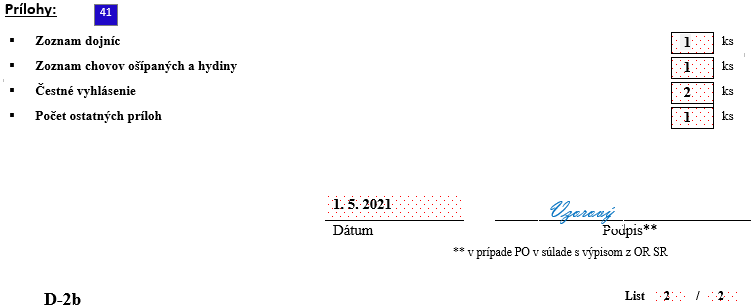 Prílohy: 41
▪ Zoznam dojníc 1 ks
▪ Zoznam chovov ošípaných a hydiny 1 ks
▪ Čestné vyhlásenie 2 ks
▪ Počet ostatných príloh 1 ks
1. 5. 2021 Vzorový
Dátum Podpis**
** v prípade PO v súlade s výpisom z OR SR
D-2b List 2 / 2